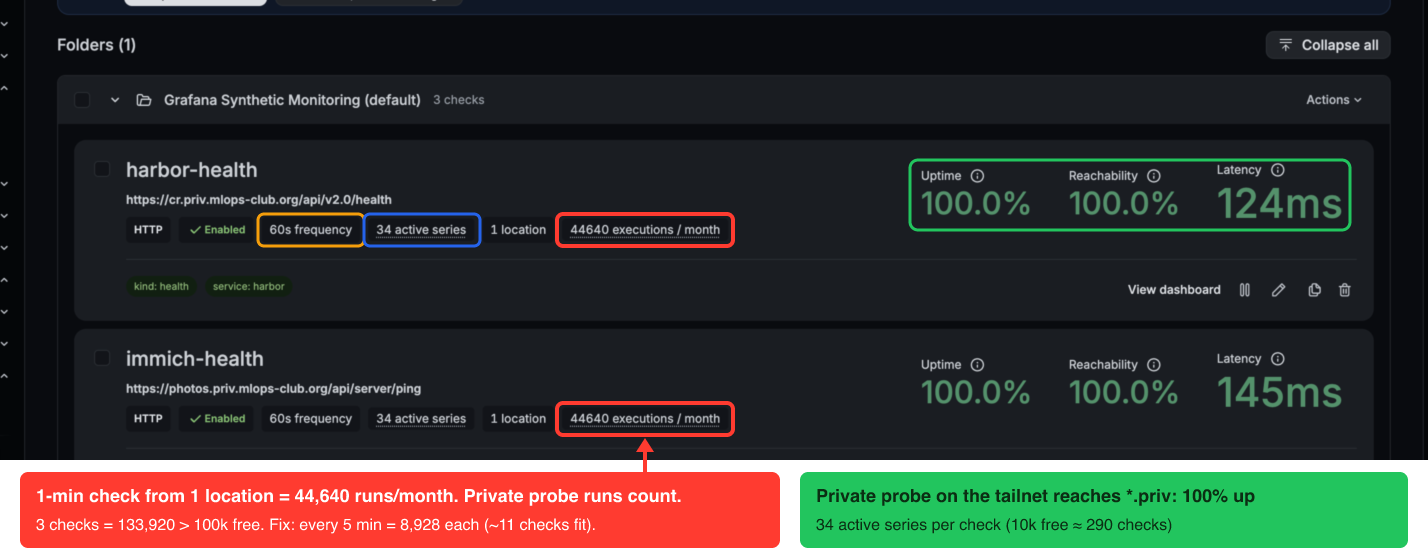 Folders (1)
Collapse all
Grafana Synthetic Monitoring (default) 3 checks
Actions
harbor-health
https://cr.priv.mlops-club.org/api/v2.0/health
HTTP Enabled 60s frequency 34 active series 1 location 44640 executions / month
Uptime Reachability Latency
100.0% 100.0% 124ms
kind: health service: harbor
View dashboard
immich-health
https://photos.priv.mlops-club.org/api/server/ping
HTTP Enabled 60s frequency 34 active series 1 location 44640 executions / month
Uptime Reachability Latency
100.0% 100.0% 145ms
1-min check from 1 location = 44,640 runs/month. Private probe runs count.
3 checks = 133,920 > 100k free. Fix: every 5 min = 8,928 each (~11 checks fit).
Private probe on the tailnet reaches *.priv: 100% up
34 active series per check (10k free ≈ 290 checks)